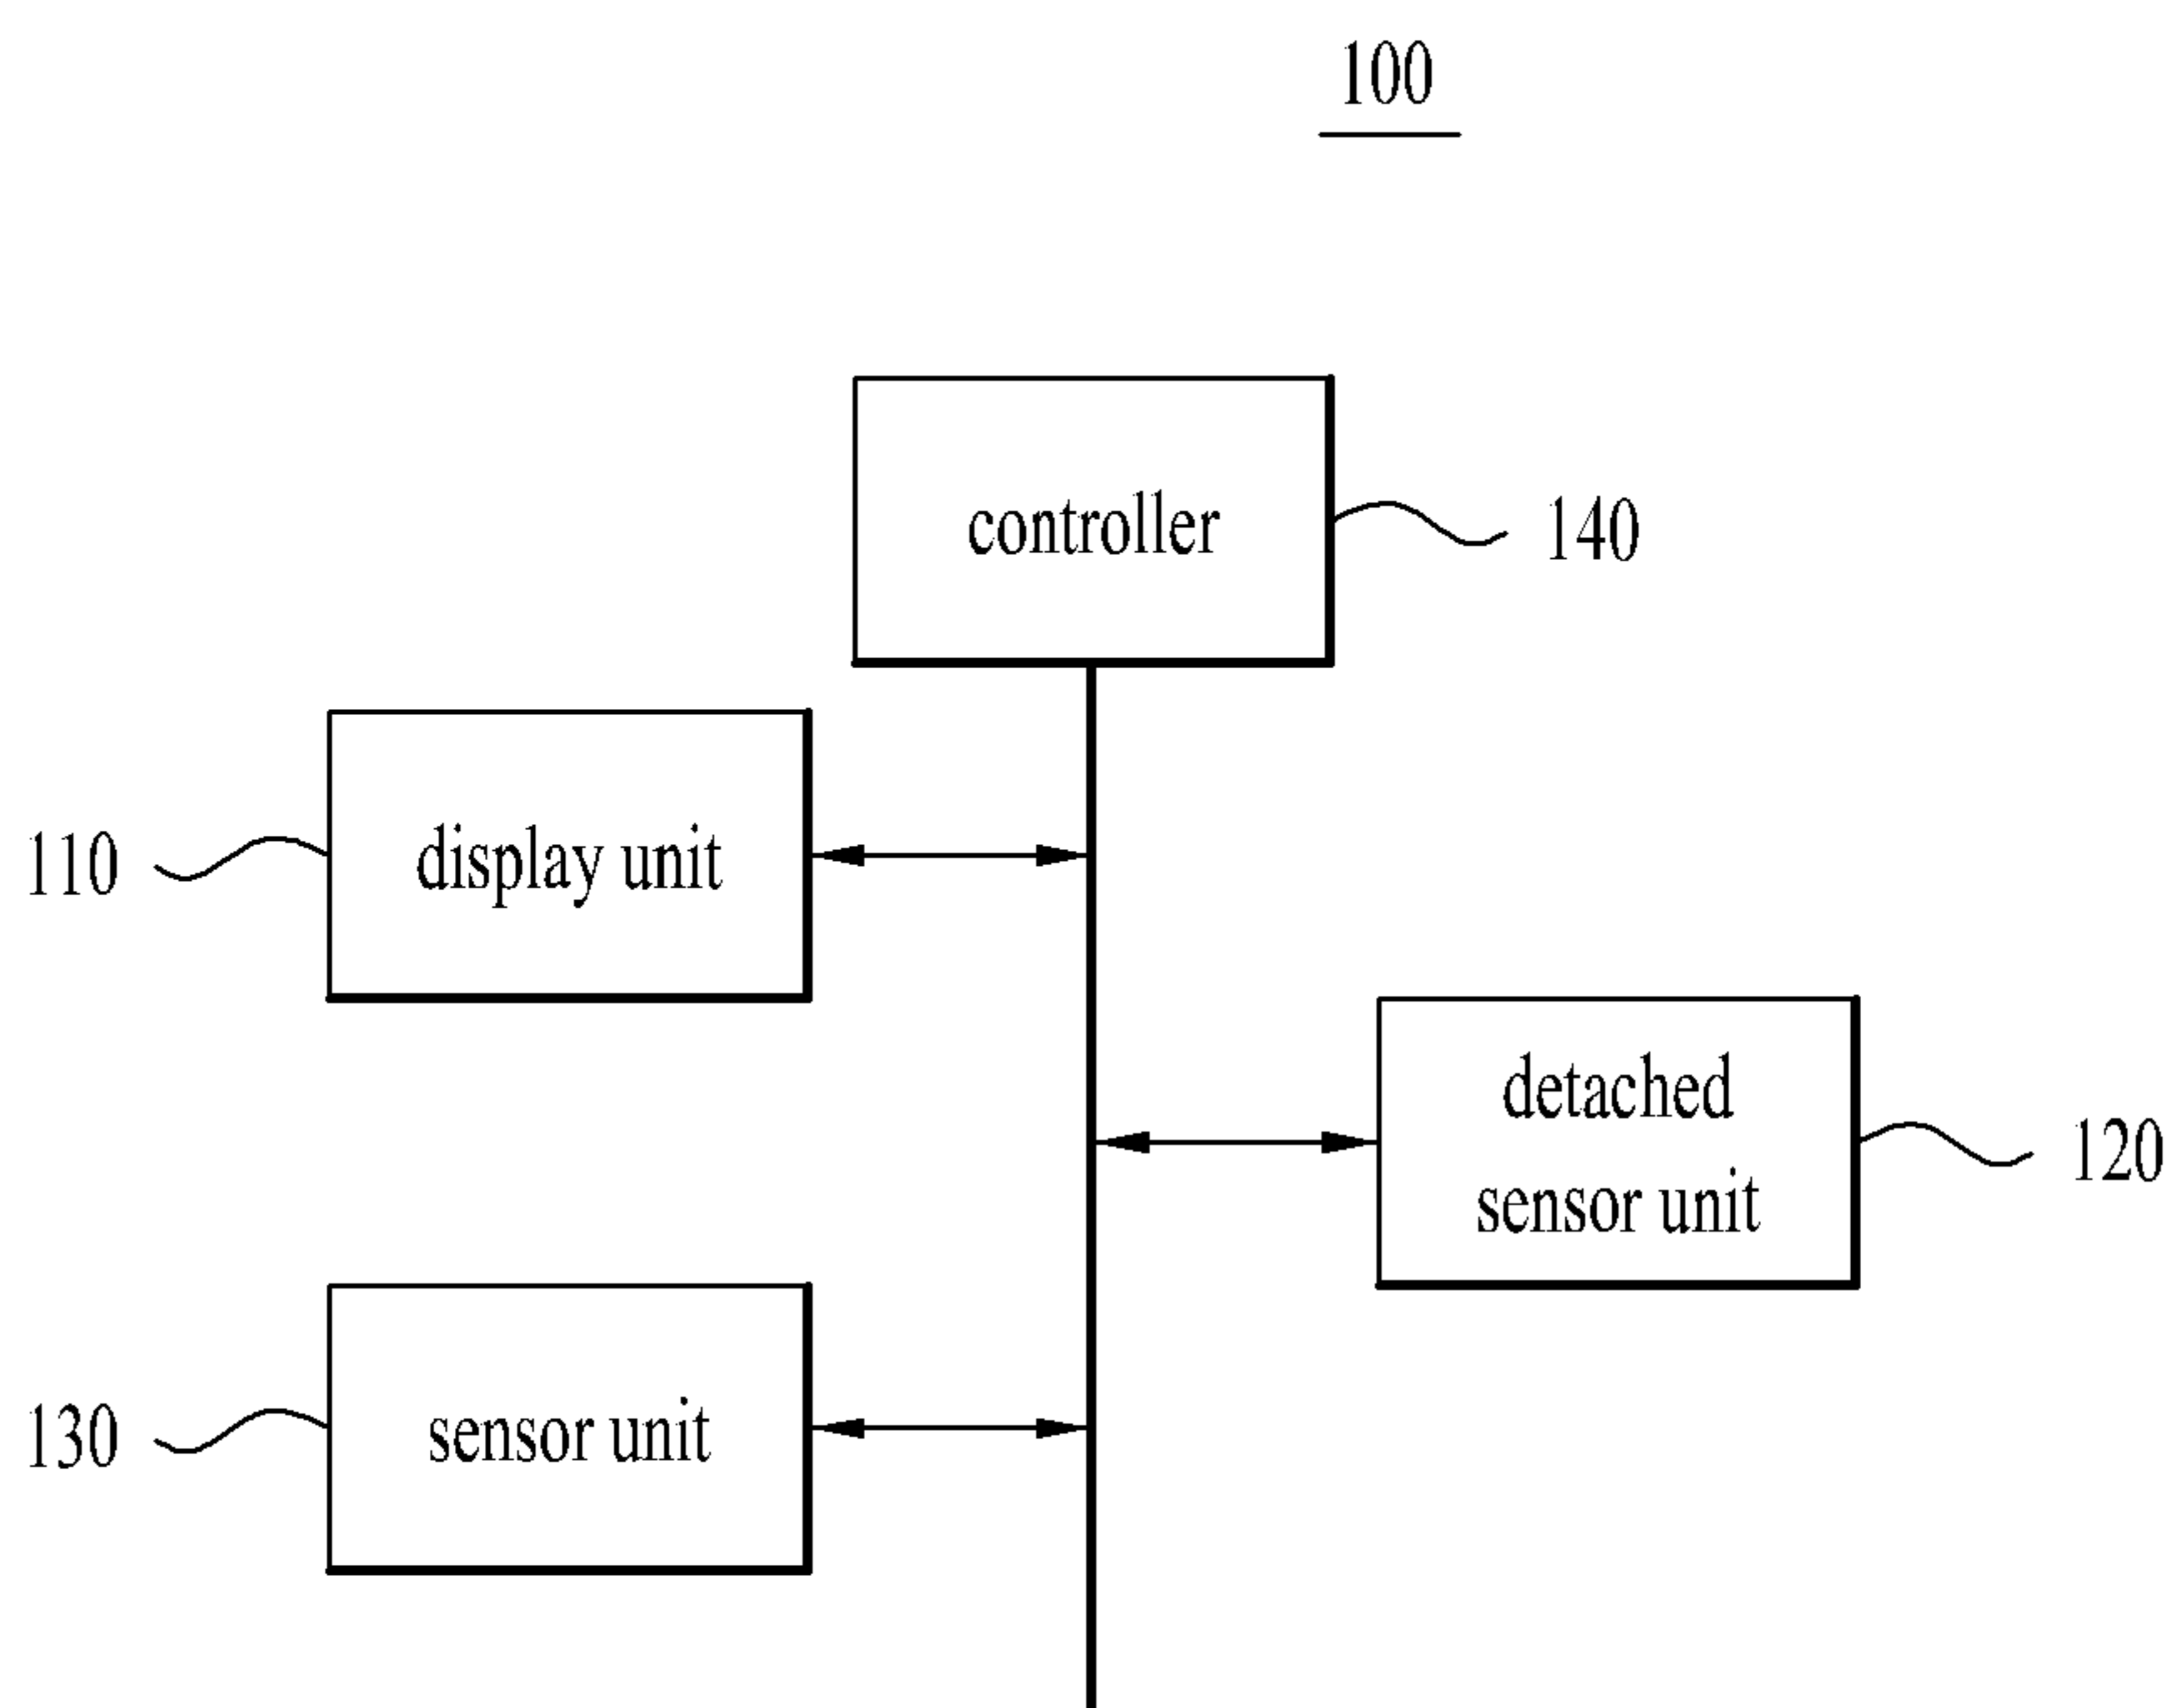 100
controller
140
110
display unit
detached
sensor unit
120
130
sensor unit